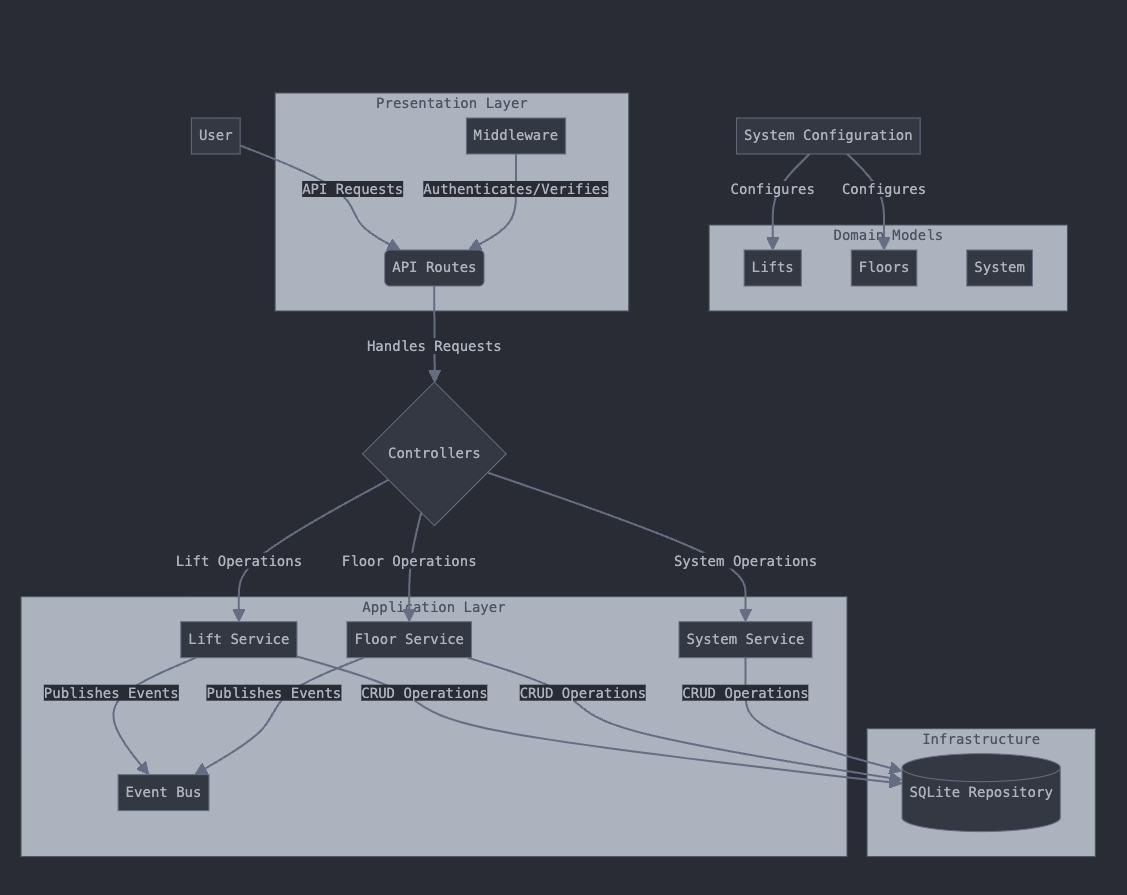 Presentation Layer
User
Middleware
System Configuration
API Requests
Authenticates/Verifies
Configures
Configures
Domain Models
API Routes
Lifts
Floors
System
Handles Requests
Controllers
Lift Operations
Floor Operations
System Operations
Application Layer
Lift Service
Floor Service
System Service
Publishes Events
Publishes Events
CRUD Operations
CRUD Operations
CRUD Operations
Infrastructure
Event Bus
SQLite Repository